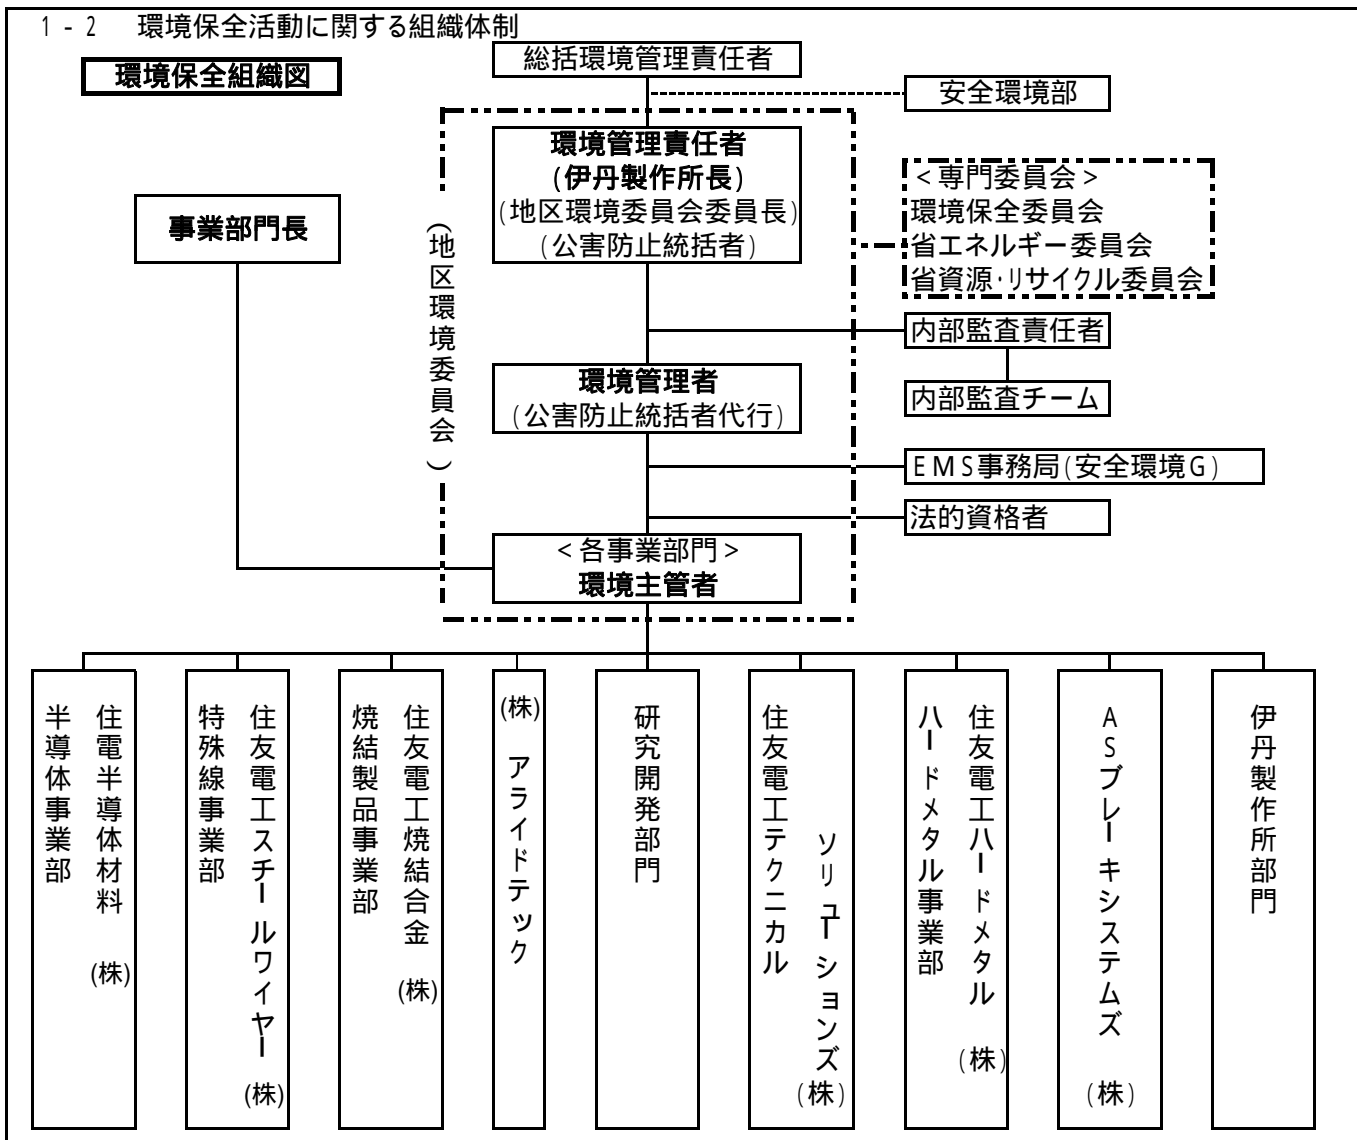 1-2 環境保全活動に関する組織体制
環境保全組織図
総括環境管理責任者
安全環境部
環境管理責任者
(伊丹製作所長)
(地区環境委員会委員長)
(公害防止統括者)
<専門委員会>
環境保全委員会
省エネルギー委員会
省資源・リサイクル委員会
事業部門長
(地区環境委員会)
内部監査責任者
環境管理者
(公害防止統括者代行)
内部監査チーム
EMS事務局(安全環境G)
法的資格者
<各事業部門>
環境主管者
住電半導体材料(株)
半導体事業部
住友電工スチールワイヤー(株)
特殊線事業部
住友電工焼結合金(株)
焼結製品事業部
(株)アライドテック
研究開発部門
住友電工テクニカル
ソリューションズ(株)
住友電工ハードメタル(株)
ハードメタル事業部
ASブレーキシステムズ(株)
伊丹製作所部門